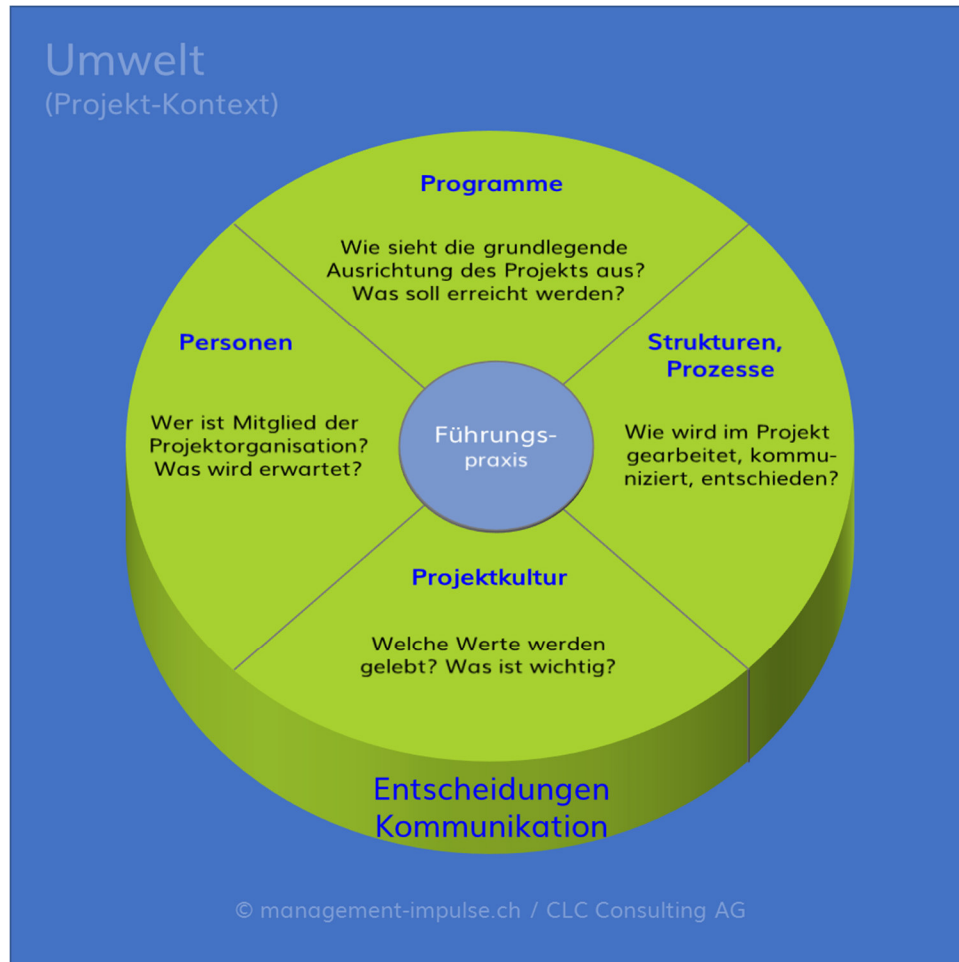 Umwelt
(Projekt-Kontext)
Programme
Wie sieht die grundlegende
Ausrichtung des Projekts aus?
Was soll erreicht werden?
Personen
Wer ist Mitglied der
Projektorganisation?
Was wird erwartet?
Führungs-
praxis
Strukturen,
Prozesse
Wie wird im Projekt
gearbeitet, kommu-
niziert, entschieden?
Projektkultur
Welche Werte werden
gelebt? Was ist wichtig?
Entscheidungen
Kommunikation
© management-impulse.ch / CLC Consulting AG